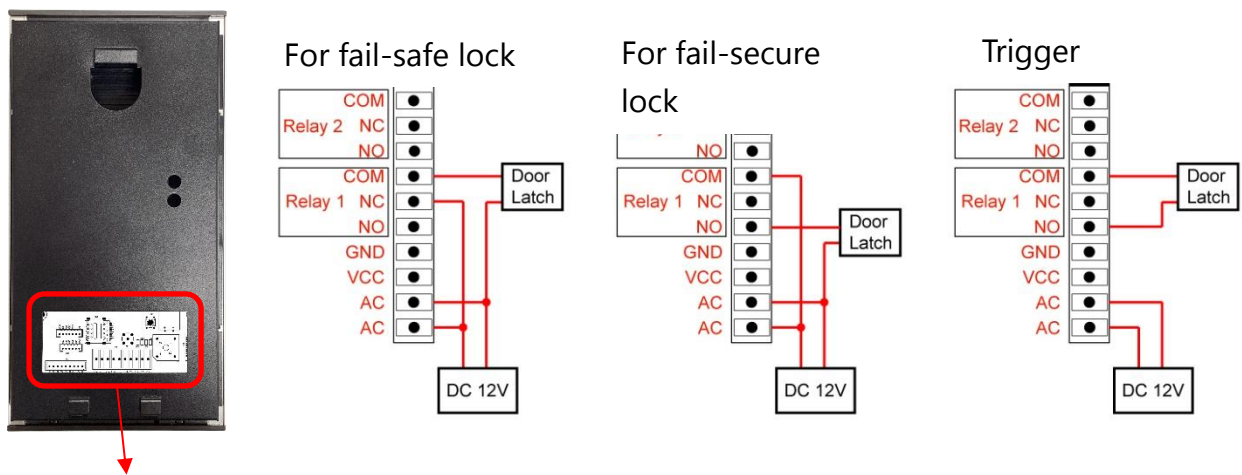 For fail-safe lock
COM
Relay 2 NC
NO
COM
Relay 1 NC
NO
GND
VCC
AC
AC
Door
Latch
DC 12V
For fail-secure
lock
NO
COM
Relay 1 NC
NO
GND
VCC
AC
AC
Door
Latch
DC 12V
Trigger
COM
Relay 2 NC
NO
COM
Relay 1 NC
NO
GND
VCC
AC
AC
Door
Latch
DC 12V